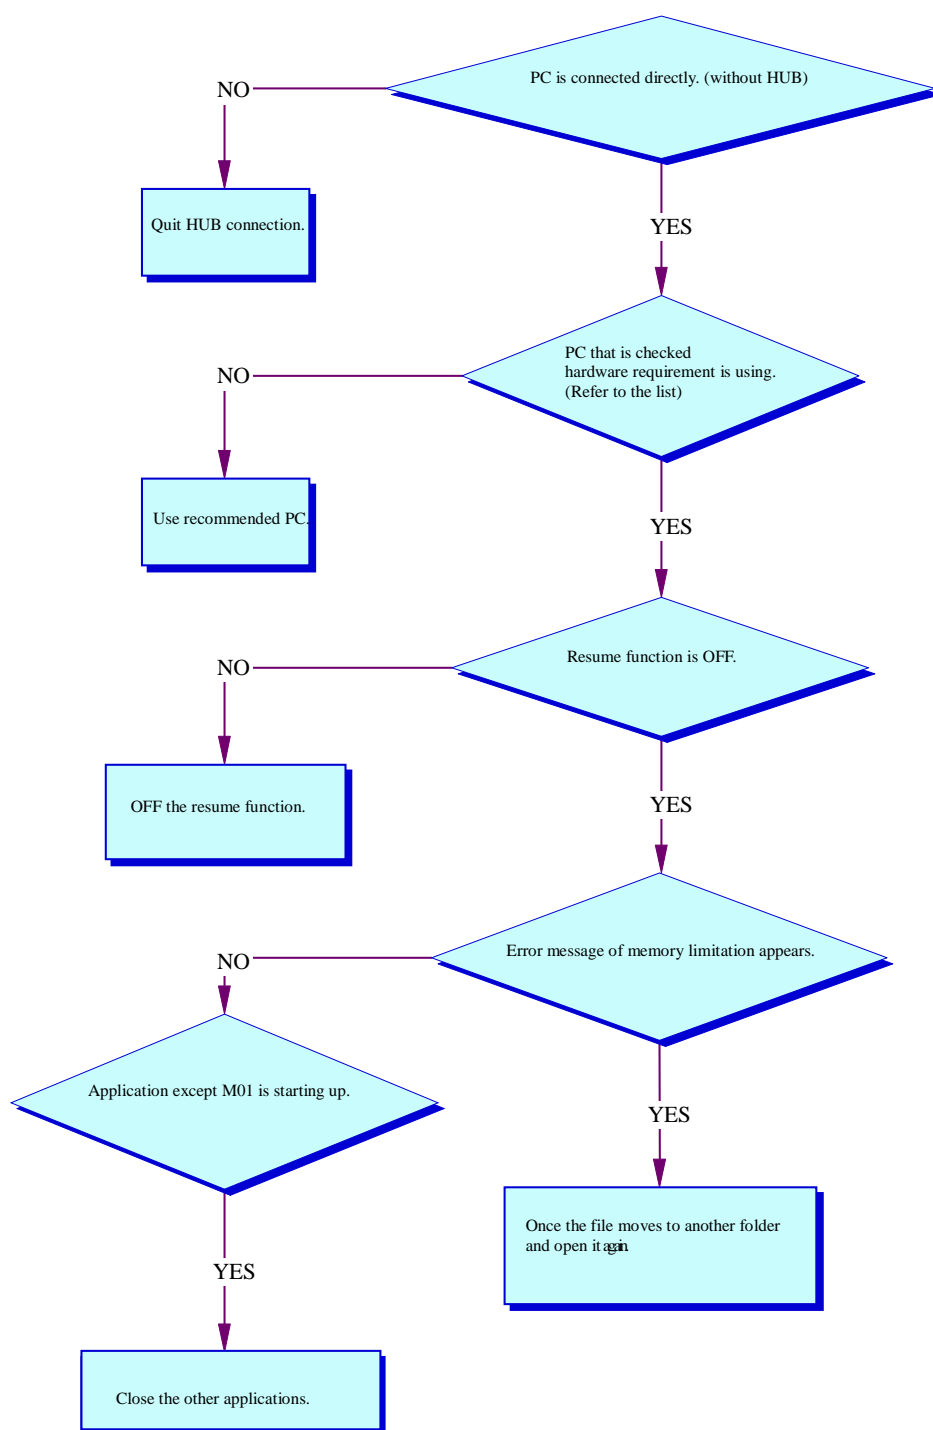 PC is connected directly. (without HUB)
NO
Quit HUB connection.
YES
PC that is checked
hardware requirement is using.
(Refer to the list)
NO
Use recommended PC.
YES
Resume function is OFF.
NO
OFF the resume function.
YES
Error message of memory limitation appears.
NO
Application except M01 is starting up.
YES
Once the file moves to another folder
and open it again.
YES
Close the other applications.